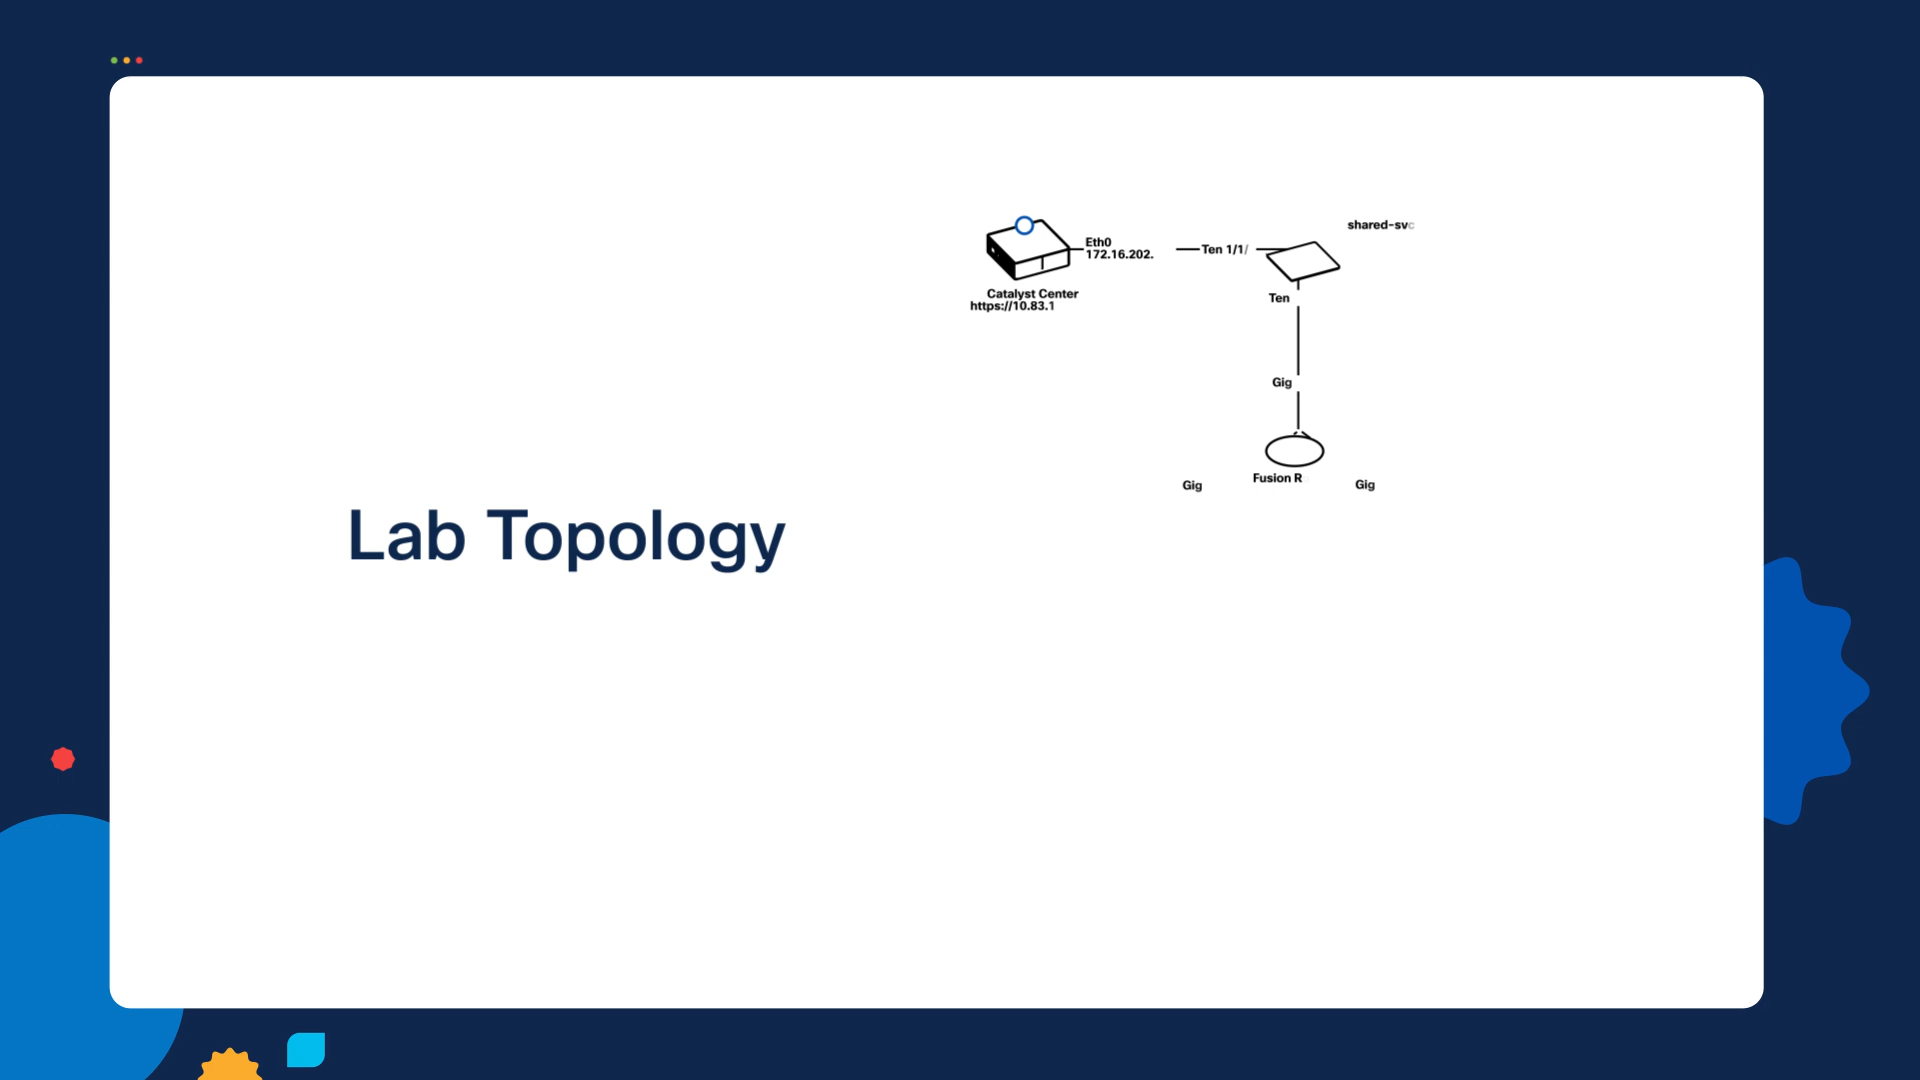 shared-svc
Eth0
172.16.202.
Ten 1/1/
Catalyst Center
https://10.83.1
Ten
Gig
Fusion R
Gig
Gig
Lab Topology